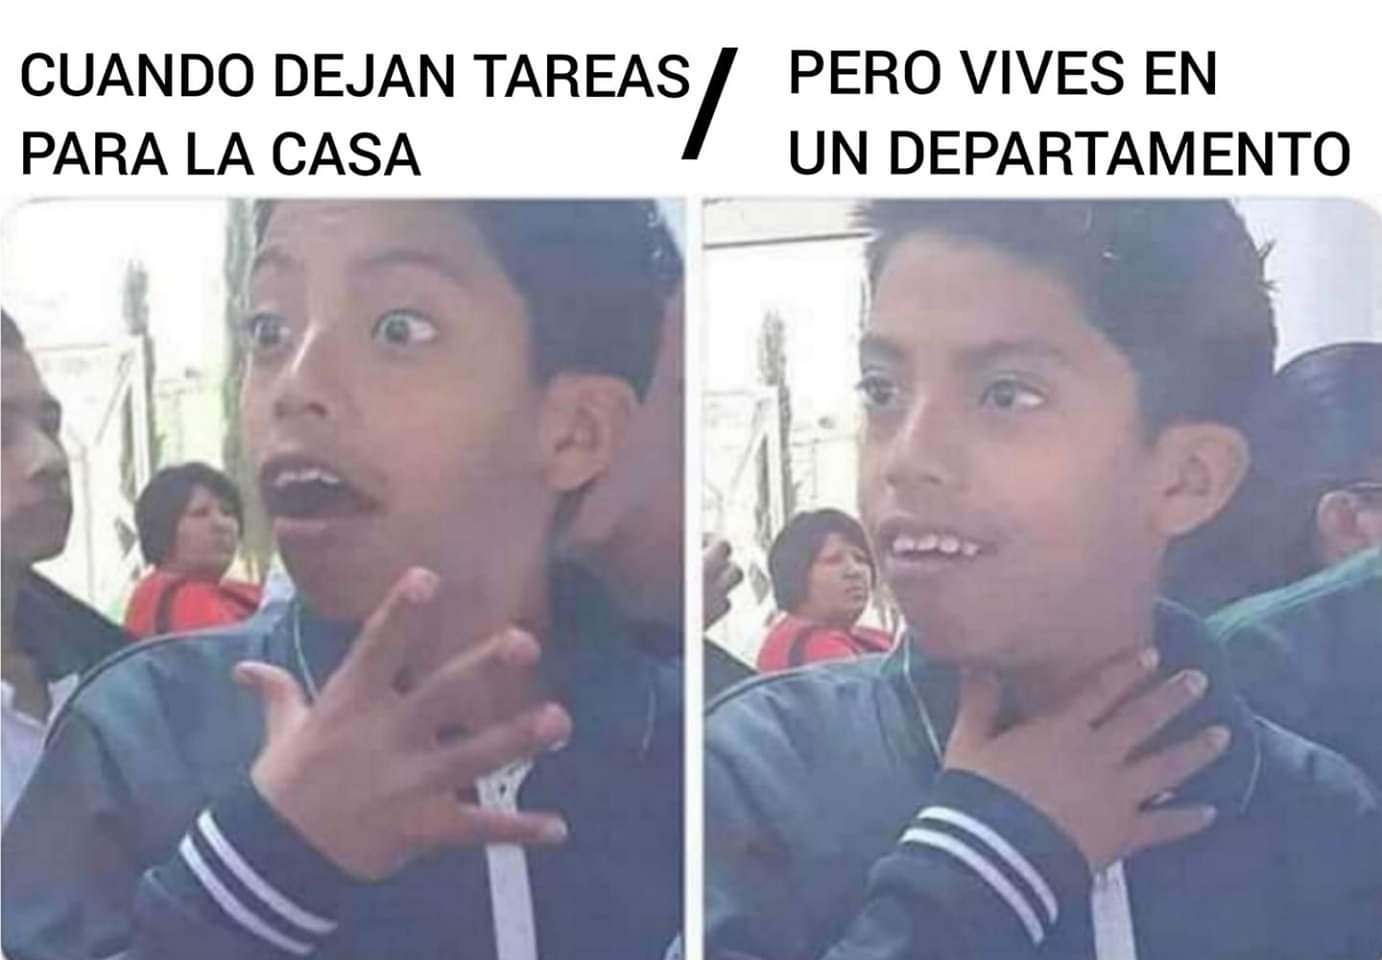 CUANDO DEJAN TAREAS /
PARA LA CASA
PERO VIVES EN
UN DEPARTAMENTO